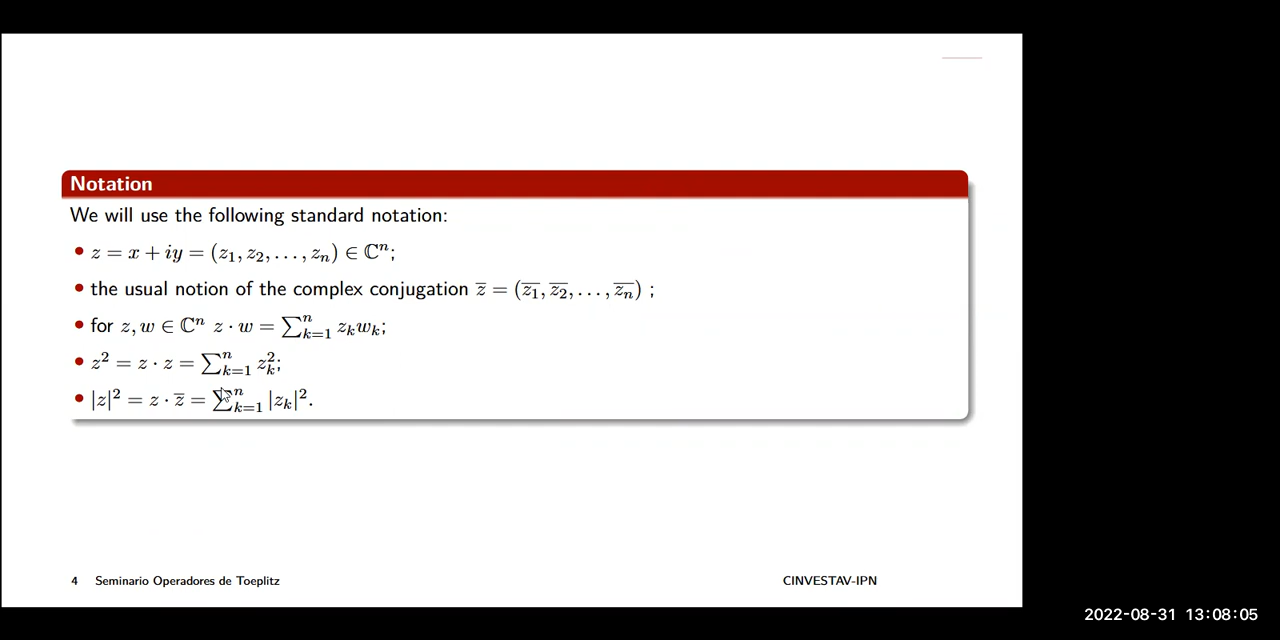 Notation
We will use the following standard notation:
• z = x + iy = (z₁, z₂, . . . , zₙ) ∈ ℂⁿ;
• the usual notion of the complex conjugation z̅ = (z̅₁, z̅₂, . . . , z̅ₙ) ;
• for z, w ∈ ℂⁿ z · w = ∑ₖ₌₁ⁿ zₖwₖ;
• z² = z · z = ∑ₖ₌₁ⁿ zₖ²;
• |z|² = z · z̅ = ∑ₖ₌₁ⁿ |zₖ|².
4 Seminario Operadores de Toeplitz CINVESTAV-IPN
2022-08-31 13:08:05